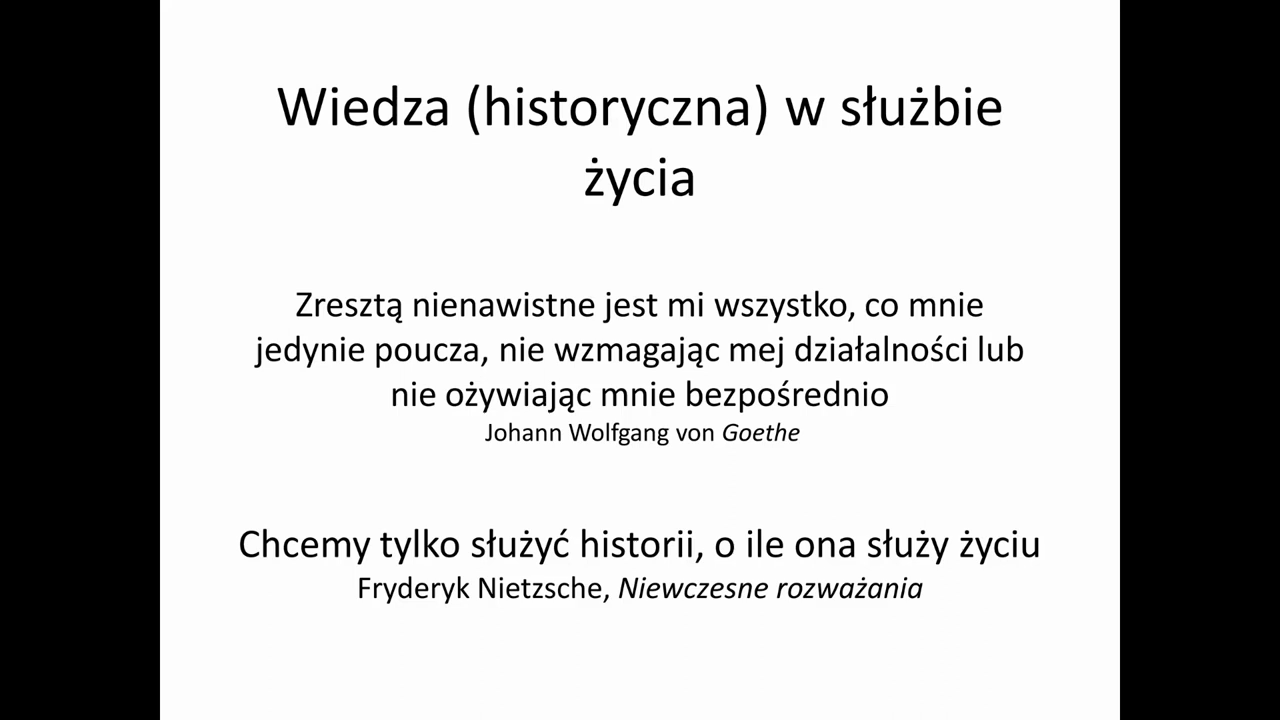 Wiedza (historyczna) w służbie
życia
Zresztą nienawistne jest mi wszystko, co mnie
jedynie poucza, nie wzmagając mej działalności lub
nie ożywiając mnie bezpośrednio
Johann Wolfgang von Goethe
Chcemy tylko służyć historii, o ile ona służy życiu
Fryderyk Nietzsche, Niewczesne rozważania